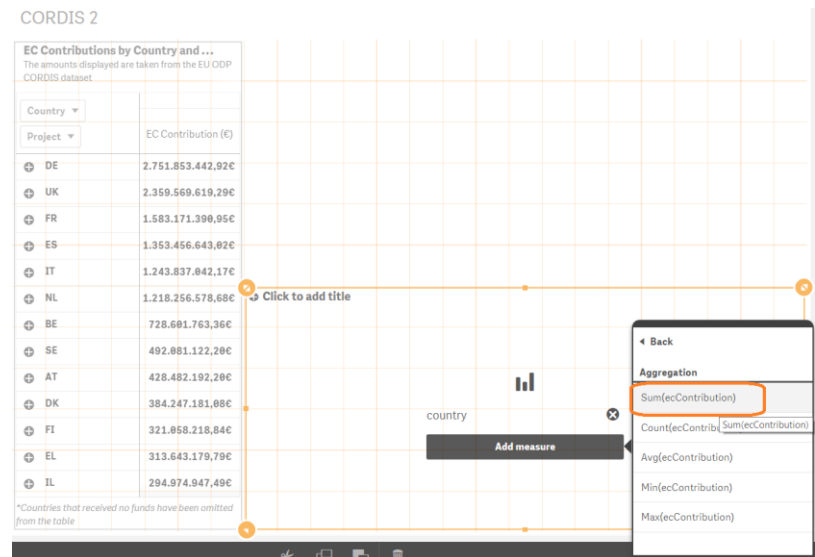 CORDIS 2
EC Contributions by Country and ...
The amounts displayed are taken from the EU ODP
CORDIS dataset
Country
Project
EC Contribution (€)
DE 2.751.853.442,92€
UK 2.359.569.619,29€
FR 1.583.171.390,95€
ES 1.353.456.643,02€
IT 1.243.837.042,17€
NL 1.218.256.578,68€
BE 728.601.763,36€
SE 492.081.122,20€
AT 428.482.192,20€
DK 384.247.181,08€
FI 321.058.218,84€
EL 313.643.179,79€
IL 294.974.947,49€
*Countries that received no funds have been omitted
from the table
Click to add title
country
Add measure
Back
Aggregation
Sum(ecContribution)
Sum(ecContribution)
Avg(ecContribution)
Min(ecContribution)
Max(ecContribution)